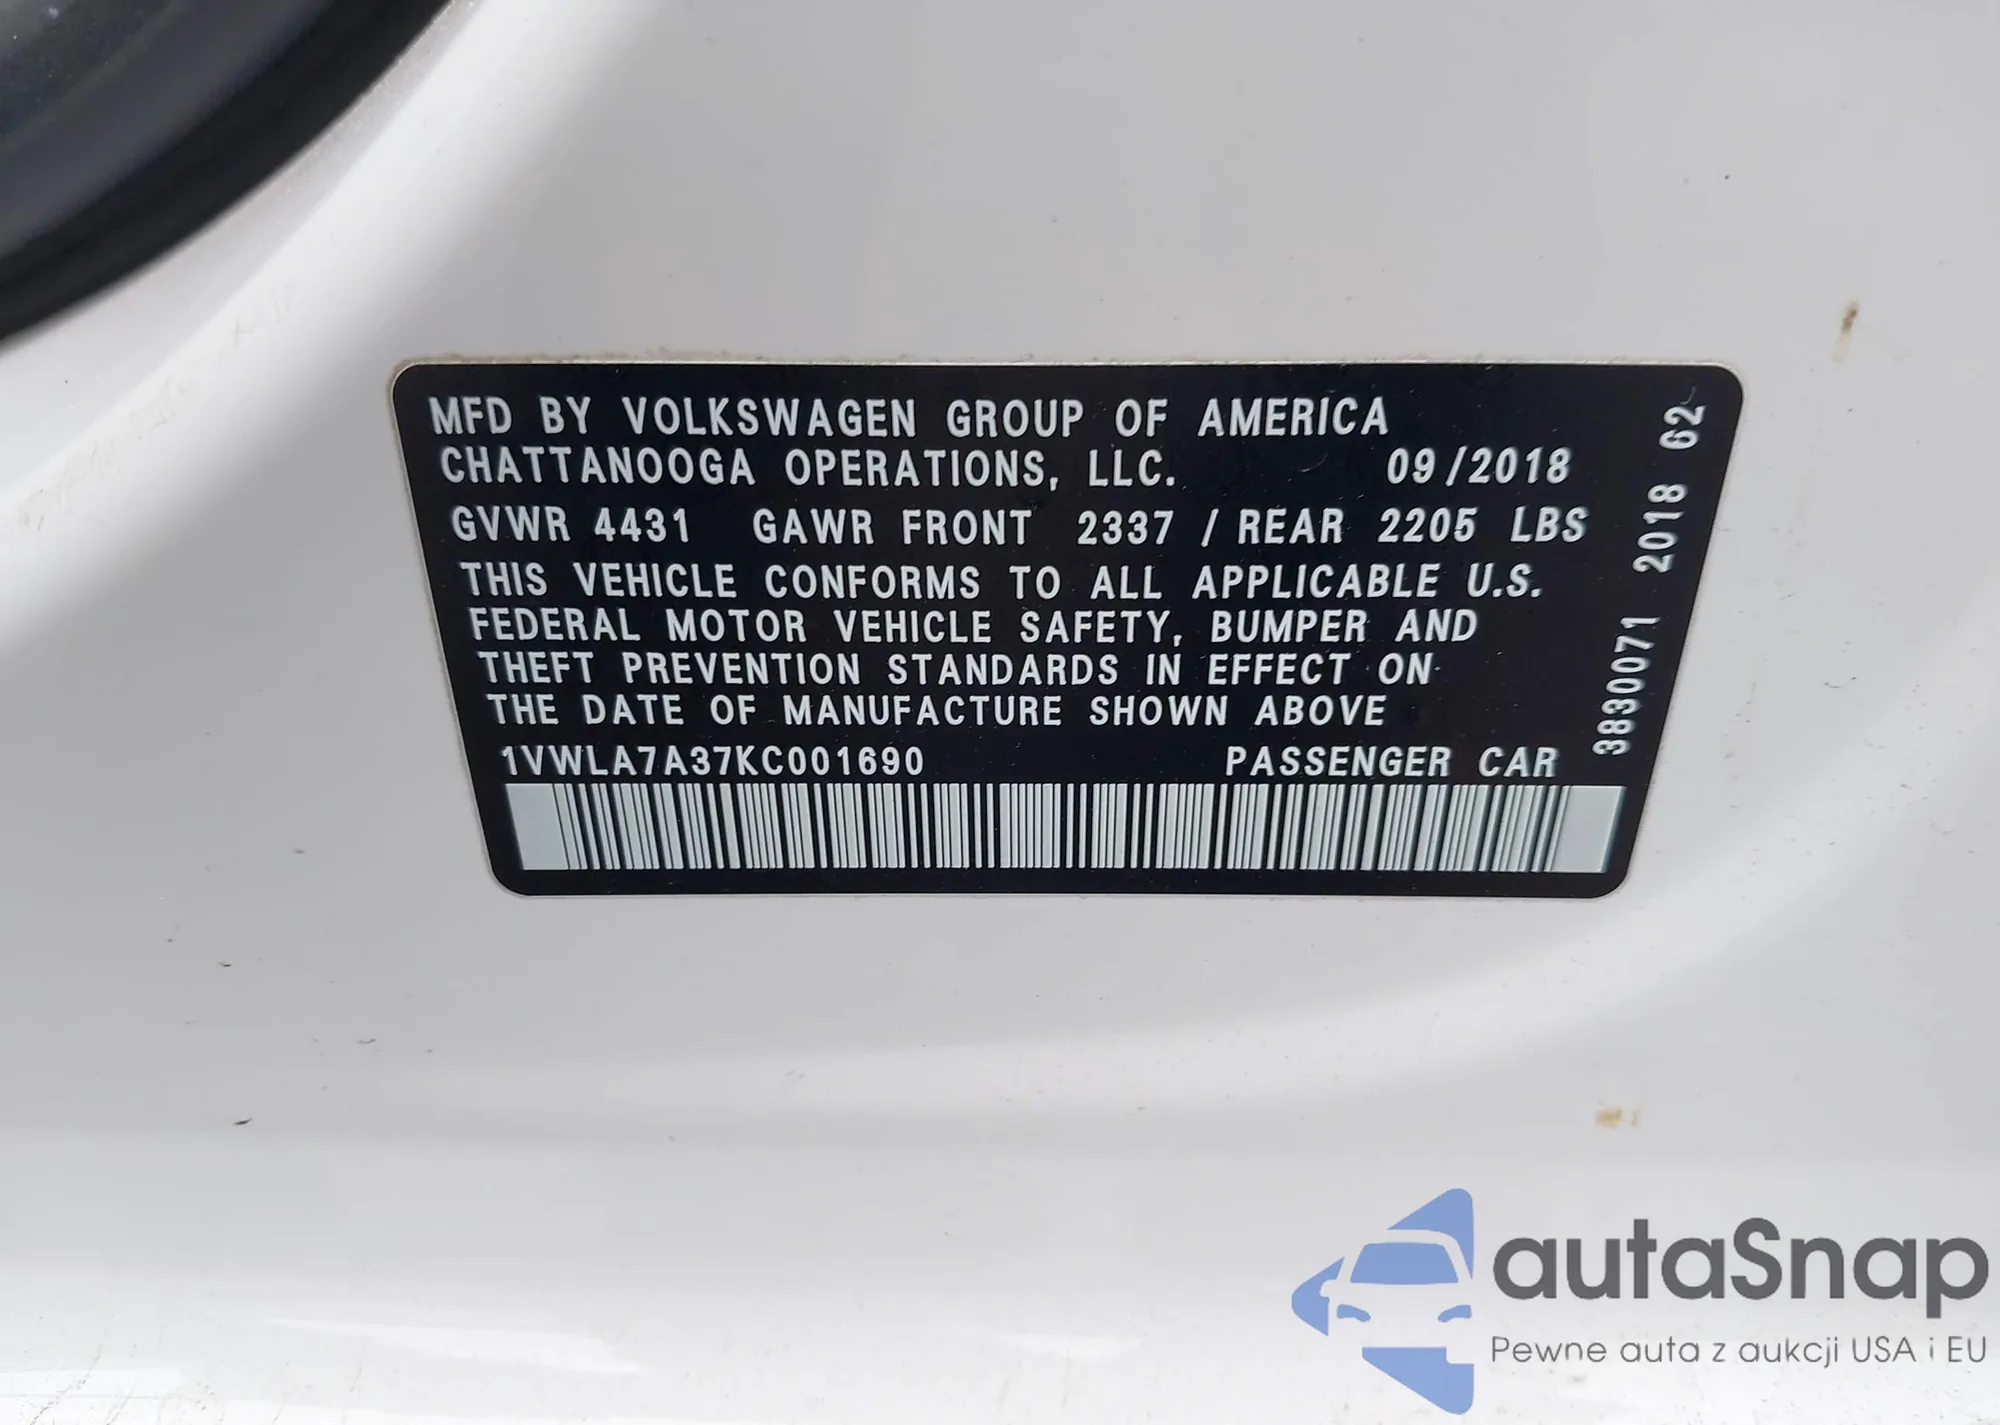 MFD BY VOLKSWAGEN GROUP OF AMERICA
CHATTANOOGA OPERATIONS, LLC. 09/2018
GVWR 4431 GAWR FRONT 2337 / REAR 2205 LBS
THIS VEHICLE CONFORMS TO ALL APPLICABLE U.S.
FEDERAL MOTOR VEHICLE SAFETY, BUMPER AND
THEFT PREVENTION STANDARDS IN EFFECT ON
THE DATE OF MANUFACTURE SHOWN ABOVE
1VWLA7A37KC001690 PASSENGER CAR
3830071 2018 62
autaSnap
Pewne auta z aukcji USA i EU